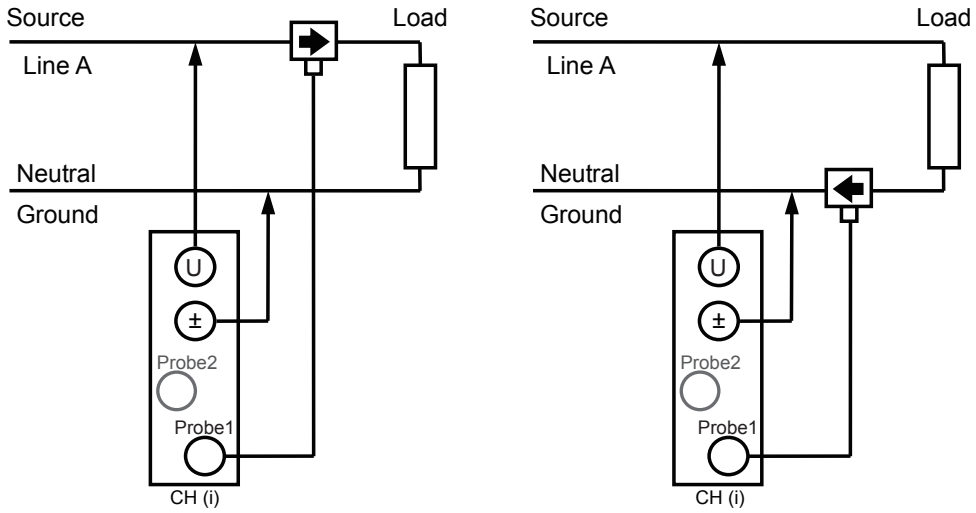 Source
Load
Line A
Neutral
Ground
U
±
Probe2
Probe1
CH (i)
Source
Load
Line A
Neutral
Ground
U
±
Probe2
Probe1
CH (i)